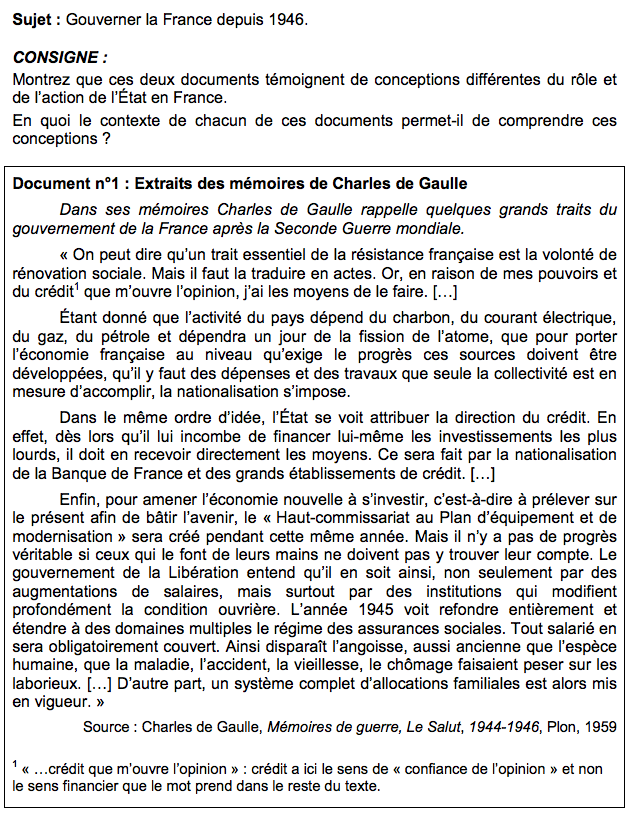 Sujet : Gouverner la France depuis 1946.
CONSIGNE :
Montrez que ces deux documents témoignent de conceptions différentes du rôle et
de l'action de l'État en France.
En quoi le contexte de chacun de ces documents permet-il de comprendre ces
conceptions ?
Document n°1 : Extraits des mémoires de Charles de Gaulle
Dans ses mémoires Charles de Gaulle rappelle quelques grands traits du
gouvernement de la France après la Seconde Guerre mondiale.
« On peut dire qu'un trait essentiel de la résistance française est la volonté de
rénovation sociale. Mais il faut la traduire en actes. Or, en raison de mes pouvoirs et
du crédit¹ que m'ouvre l'opinion, j'ai les moyens de le faire. […]
Étant donné que l'activité du pays dépend du charbon, du courant électrique,
du gaz, du pétrole et dépendra un jour de la fission de l'atome, que pour porter
l'économie française au niveau qu'exige le progrès ces sources doivent être
développées, qu'il y faut des dépenses et des travaux que seule la collectivité est en
mesure d'accomplir, la nationalisation s'impose.
Dans le même ordre d'idée, l'État se voit attribuer la direction du crédit. En
effet, dès lors qu'il lui incombe de financer lui-même les investissements les plus
lourds, il doit en recevoir directement les moyens. Ce sera fait par la nationalisation
de la Banque de France et des grands établissements de crédit. […]
Enfin, pour amener l'économie nouvelle à s'investir, c'est-à-dire à prélever sur
le présent afin de bâtir l'avenir, le « Haut-commissariat au Plan d'équipement et de
modernisation » sera créé pendant cette même année. Mais il n'y a pas de progrès
véritable si ceux qui le font de leurs mains ne doivent pas y trouver leur compte. Le
gouvernement de la Libération entend qu'il en soit ainsi, non seulement par des
augmentations de salaires, mais surtout par des institutions qui modifient
profondément la condition ouvrière. L'année 1945 voit refondre entièrement et
étendre à des domaines multiples le régime des assurances sociales. Tout salarié en
sera obligatoirement couvert. Ainsi disparaît l'angoisse, aussi ancienne que l'espèce
humaine, que la maladie, l'accident, la vieillesse, le chômage faisaient peser sur les
laborieux. […] D'autre part, un système complet d'allocations familiales est alors mis
en vigueur. »
Source : Charles de Gaulle, Mémoires de guerre, Le Salut, 1944-1946, Plon, 1959
¹ « …crédit que m'ouvre l'opinion » : crédit a ici le sens de « confiance de l'opinion » et non
le sens financier que le mot prend dans le reste du texte.